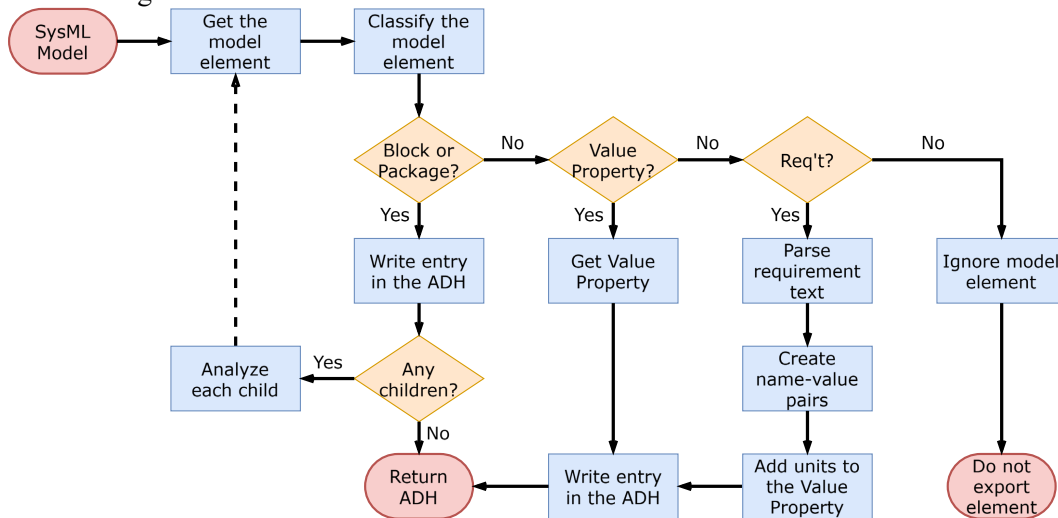 g
SysML
Model
Get the
model
element
Classify the
model
element
Block or
Package?
No
Value
Property?
No
Req't?
No
Yes
Yes
Yes
Write entry
in the ADH
Get Value
Property
Parse
requirement
text
Ignore model
element
Analyze
each child
Yes
Any
children?
Create
name-value
pairs
No
Return
ADH
Write entry
in the ADH
Add units to
the Value
Property
Do not
export
element